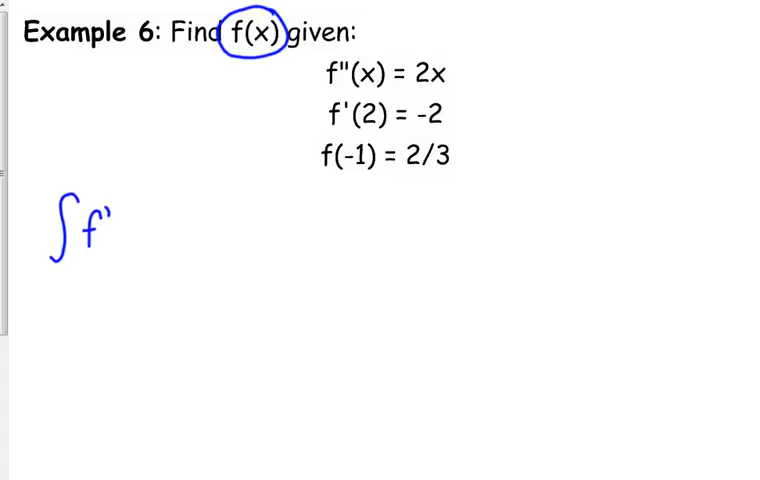 Example 6: Find f(x) given:
f"(x) = 2x
f'(2) = -2
f(-1) = 2/3
∫f'